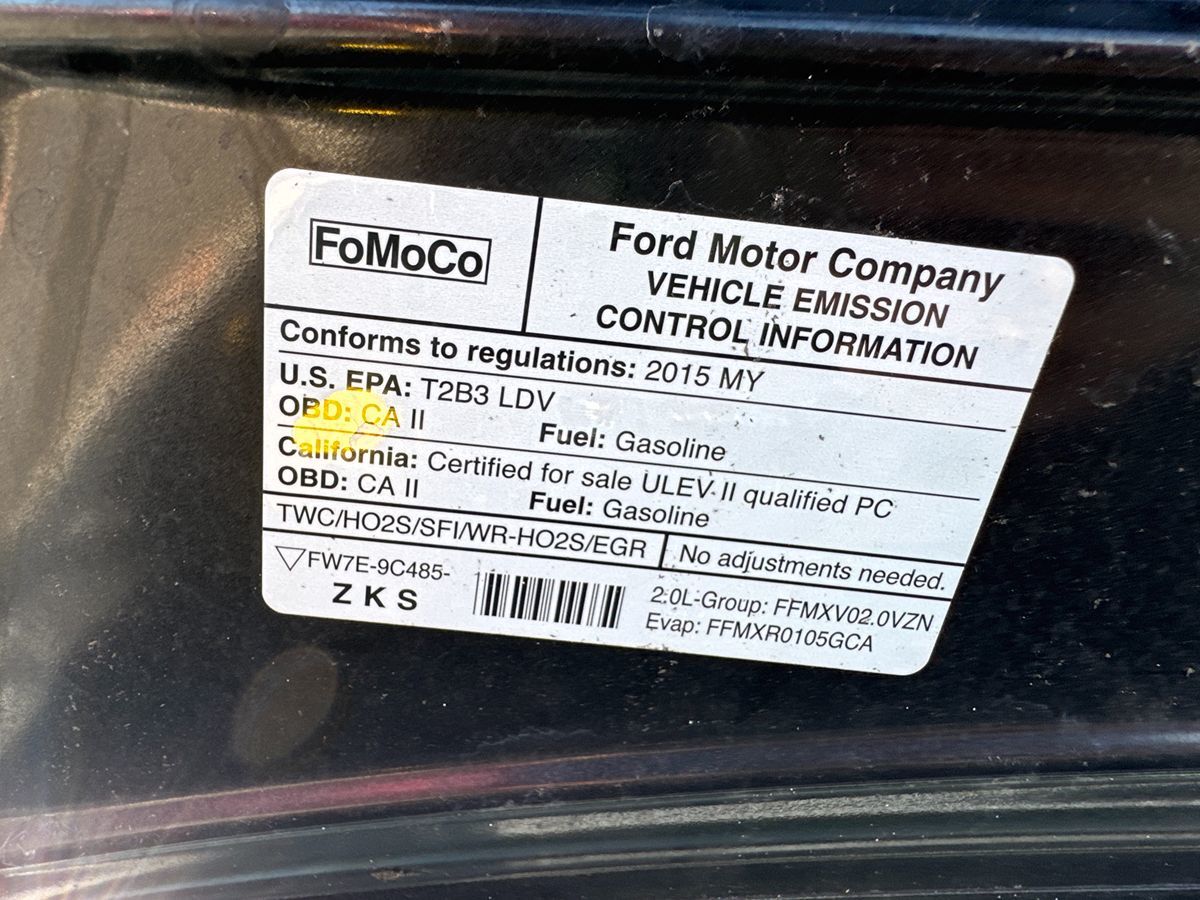 FoMoCo
Ford Motor Company
VEHICLE EMISSION
CONTROL INFORMATION
Conforms to regulations: 2015 MY
U.S. EPA: T2B3 LDV
OBD: CA II Fuel: Gasoline
California: Certified for sale ULEV II qualified PC
OBD: CA II Fuel: Gasoline
TWC/HO2S/SFI/WR-HO2S/EGR
No adjustments needed.
FW7E-9C485-
Z K S
2.0L-Group: FFMXV02.0VZN
Evap: FFMXR0105GCA